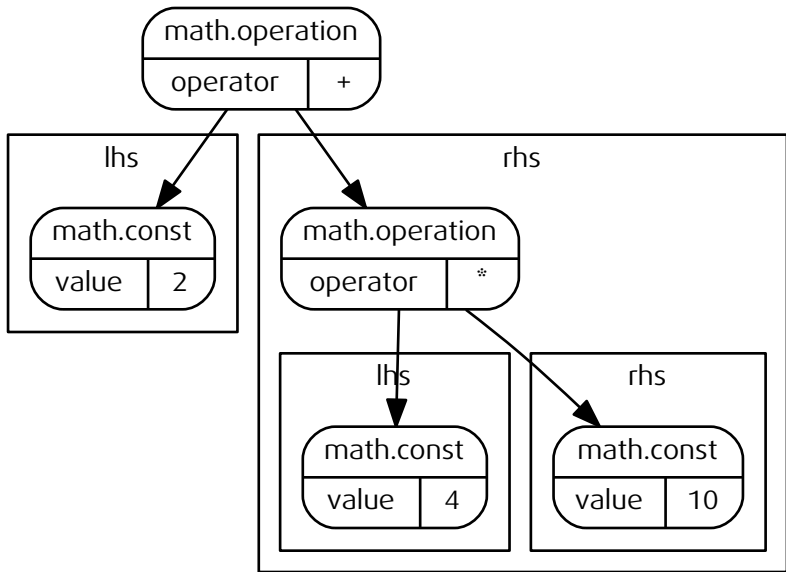 math.operation
operator +
lhs
rhs
math.const
value 2
math.operation
operator *
lhs
rhs
math.const
value 4
math.const
value 10